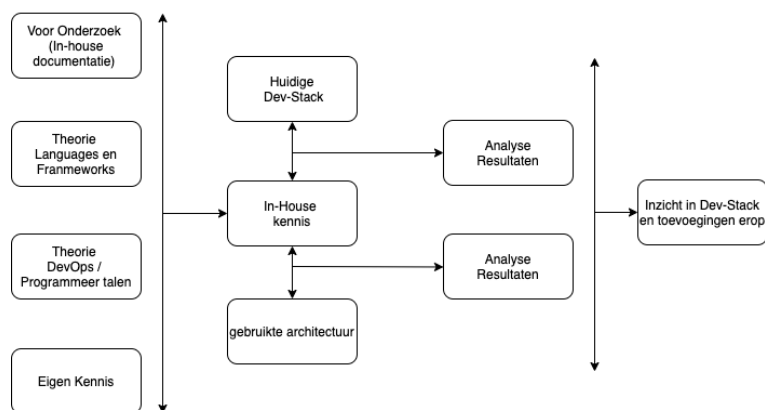 Voor Onderzoek
(In-house
documentatie)
Theorie
Languages en
Franmeworks
Theorie
DevOps /
Programmeer talen
Eigen Kennis
Huidige
Dev-Stack
In-House
kennis
gebruikte architectuur
Analyse
Resultaten
Analyse
Resultaten
Inzicht in Dev-Stack
en toevoegingen erop